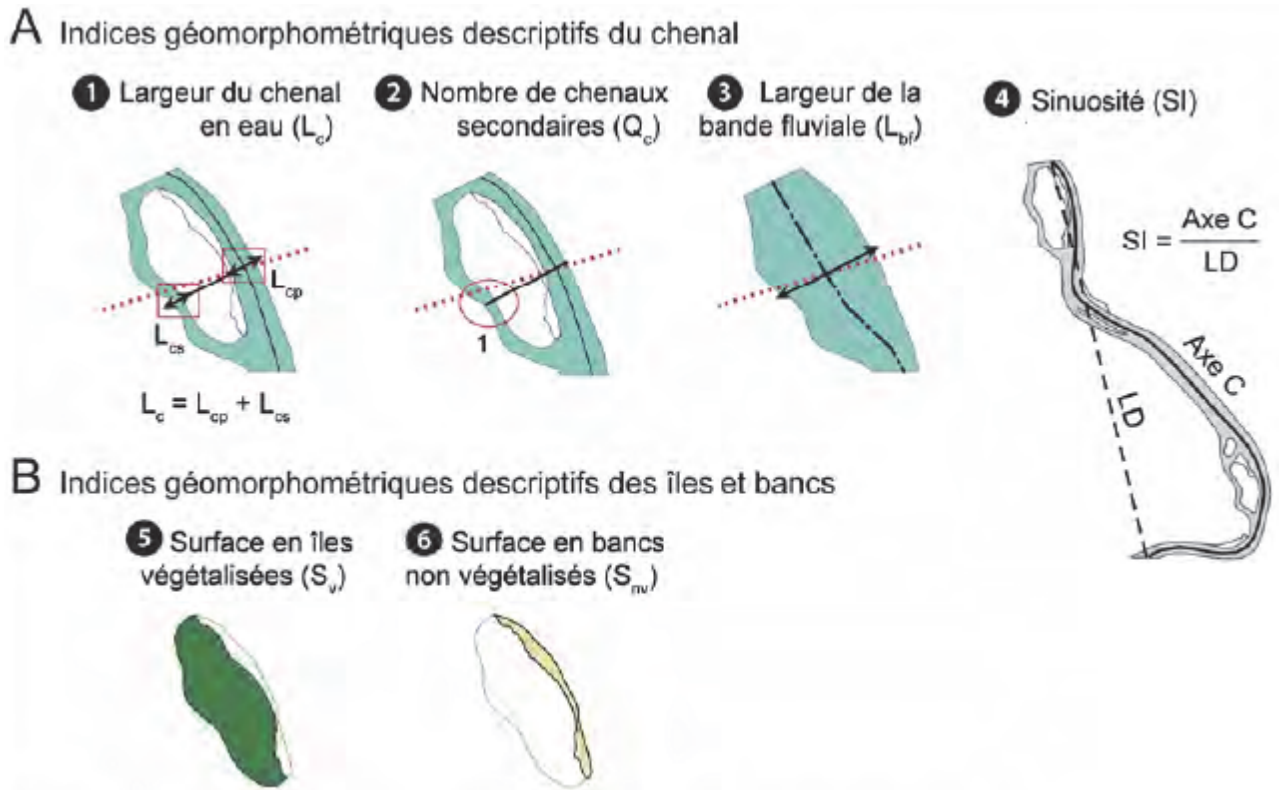 A Indices géomorphométriques descriptifs du chenal
1 Largeur du chenal
en eau (Lc)
2 Nombre de chenaux
secondaires (Qc)
3 Largeur de la
bande fluviale (Lbf)
4 Sinuosité (SI)
Lcp
Lcs
Lc = Lcp + Lcs
1
SI = Axe C
LD
Axe C
LD
B Indices géomorphométriques descriptifs des îles et bancs
5 Surface en îles
végétalisées (Sv)
6 Surface en bancs
non végétalisés (Snv)